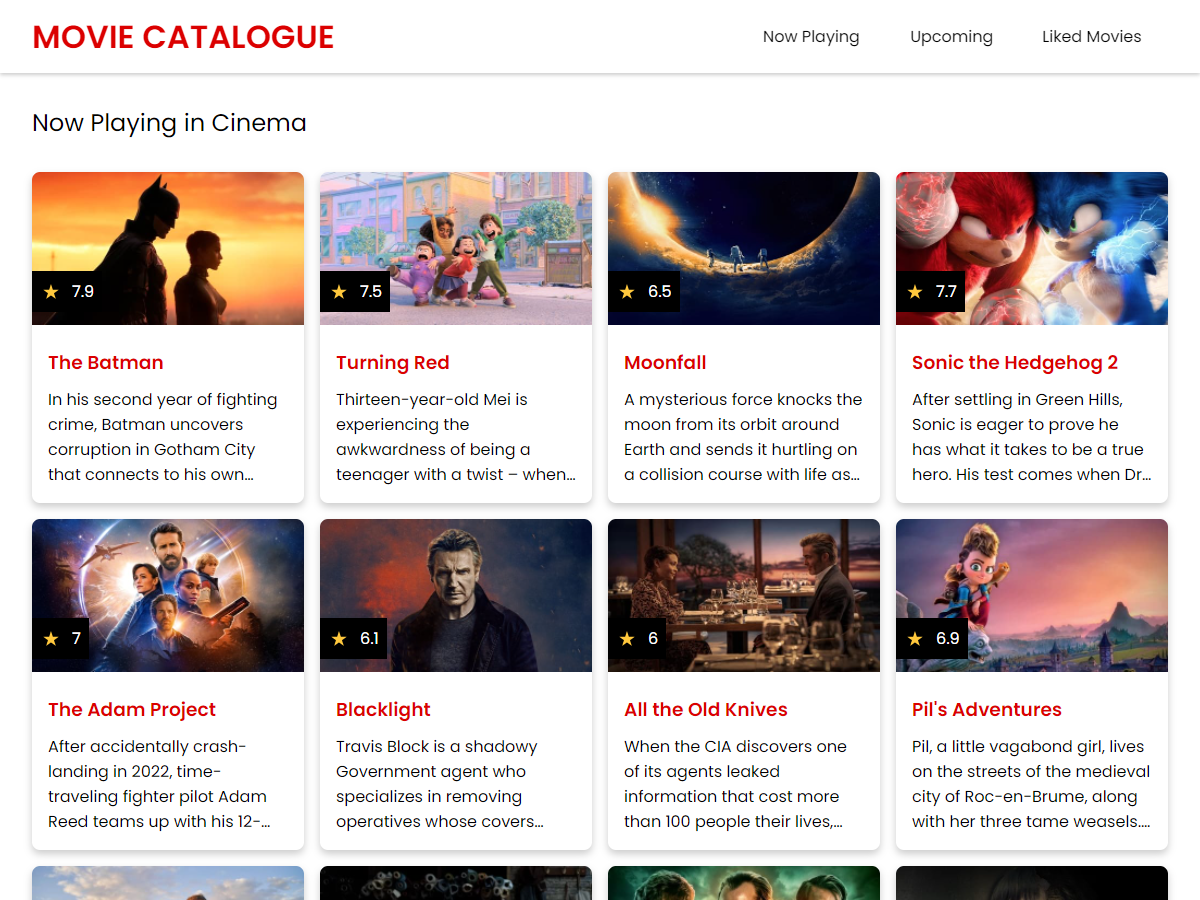 MOVIE CATALOGUE
Now Playing
Upcoming
Liked Movies
Now Playing in Cinema
7.9
The Batman
In his second year of fighting
crime, Batman uncovers
corruption in Gotham City
that connects to his own...
7.5
Turning Red
Thirteen-year-old Mei is
experiencing the
awkwardness of being a
teenager with a twist – when...
6.5
Moonfall
A mysterious force knocks the
moon from its orbit around
Earth and sends it hurtling on
a collision course with life as...
7.7
Sonic the Hedgehog 2
After settling in Green Hills,
Sonic is eager to prove he
has what it takes to be a true
hero. His test comes when Dr...
7
The Adam Project
After accidentally crash-
landing in 2022, time-
traveling fighter pilot Adam
Reed teams up with his 12-...
6.1
Blacklight
Travis Block is a shadowy
Government agent who
specializes in removing
operatives whose covers...
6
All the Old Knives
When the CIA discovers one
of its agents leaked
information that cost more
than 100 people their lives,...
6.9
Pil's Adventures
Pil, a little vagabond girl, lives
on the streets of the medieval
city of Roc-en-Brume, along
with her three tame weasels....